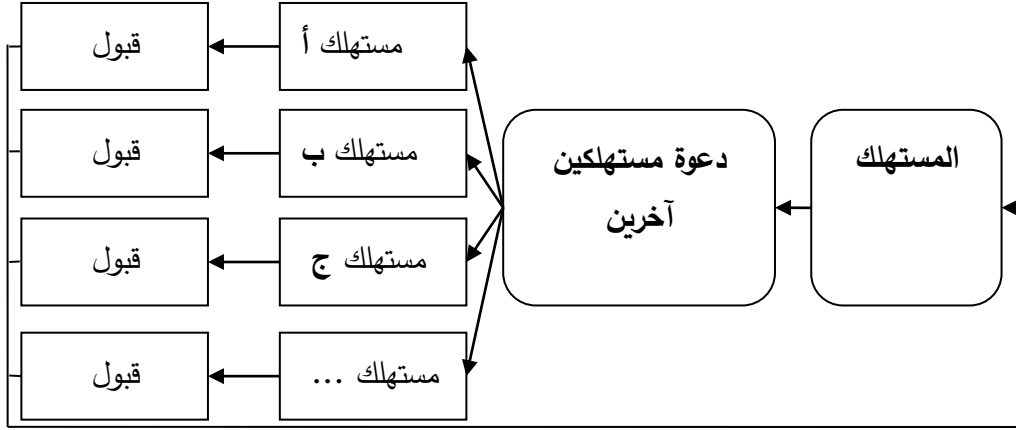 المستهلك
دعوة مستهلكين
آخرين
مستهلك أ
قبول
مستهلك ب
قبول
مستهلك ج
قبول
مستهلك ...
قبول